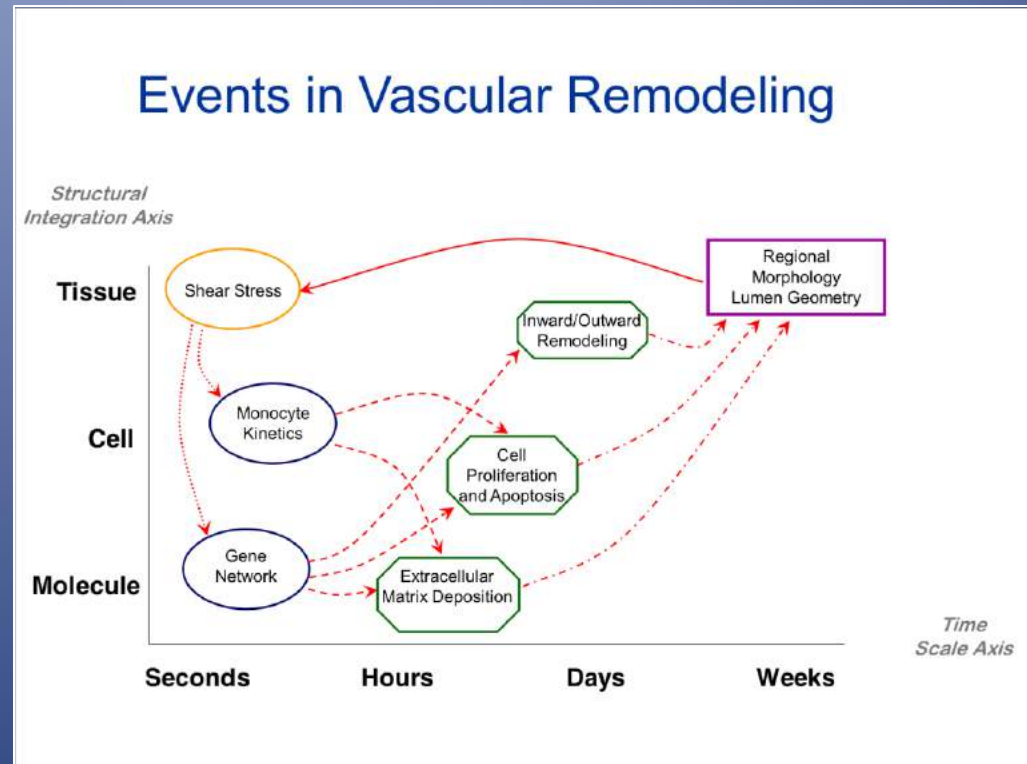 Events in Vascular Remodeling
Structural
Integration Axis
Tissue
Shear Stress
Regional
Morphology
Lumen Geometry
Inward/Outward
Remodeling
Cell
Monocyte
Kinetics
Cell
Proliferation
and Apoptosis
Molecule
Gene
Network
Extracellular
Matrix Deposition
Time
Scale Axis
Seconds
Hours
Days
Weeks